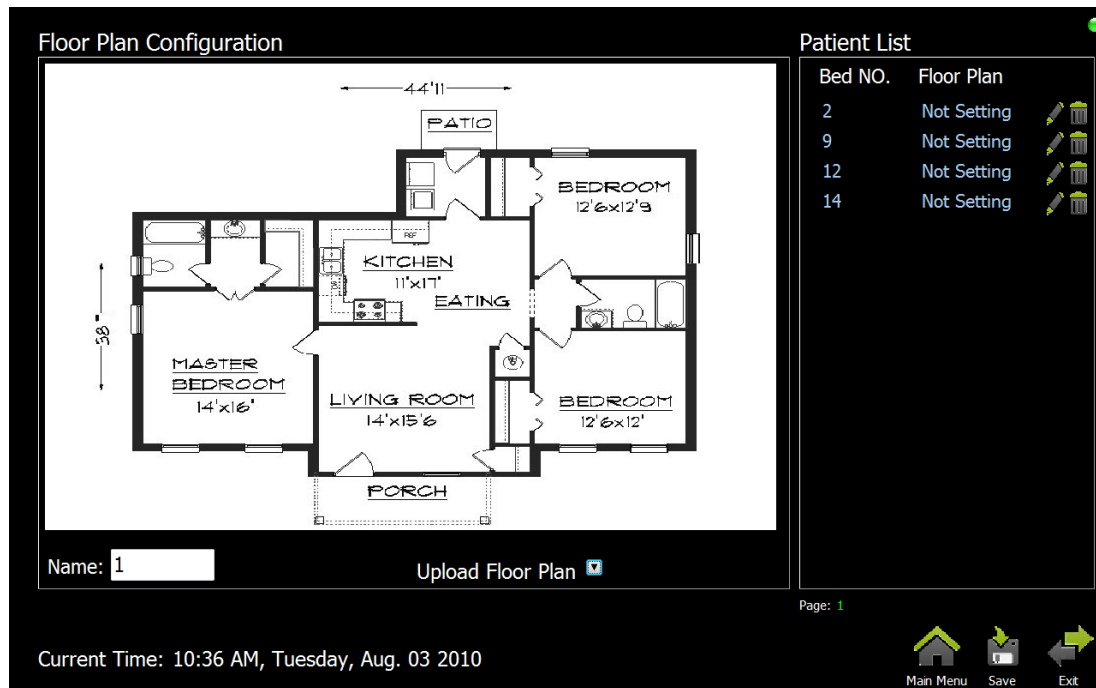 Floor Plan Configuration
44'11
PATIO
BEDROOM
12'6x12'9
REF
KITCHEN
11'x17'
EATING
38'
MASTER
BEDROOM
14'x16'
LIVING ROOM
14'x15'6
BEDROOM
12'6x12'
PORCH
Name: 1
Upload Floor Plan
Patient List
Bed NO. Floor Plan
2 Not Setting
9 Not Setting
12 Not Setting
14 Not Setting
Page: 1
Current Time: 10:36 AM, Tuesday, Aug. 03 2010
Main Menu Save Exit